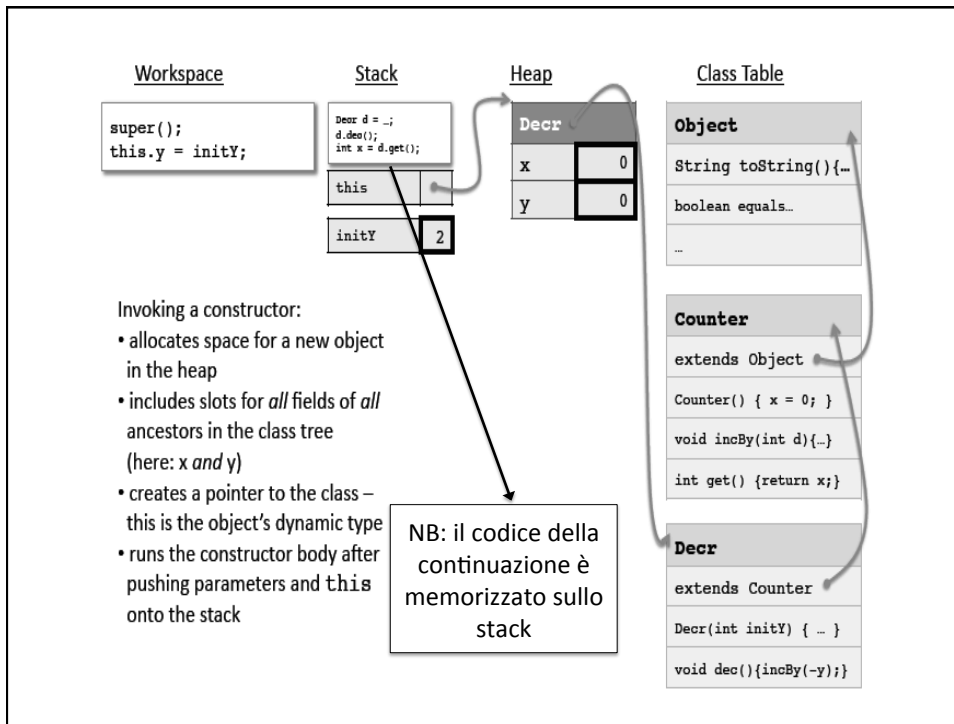 Workspace
Stack
Heap
Class Table
super();
this.y = initY;
Decr d = _;
d.dec();
int x = d.get();
this
initY 2
Decr
x 0
y 0
Object
String toString(){…
boolean equals…
…
Counter
extends Object
Counter() { x = 0; }
void incBy(int d){…}
int get() {return x;}
Decr
extends Counter
Decr(int initY) { … }
void dec(){incBy(-y);}
Invoking a constructor:
• allocates space for a new object
in the heap
• includes slots for all fields of all
ancestors in the class tree
(here: x and y)
• creates a pointer to the class –
this is the object's dynamic type
• runs the constructor body after
pushing parameters and this
onto the stack
NB: il codice della
continuazione è
memorizzato sullo
stack